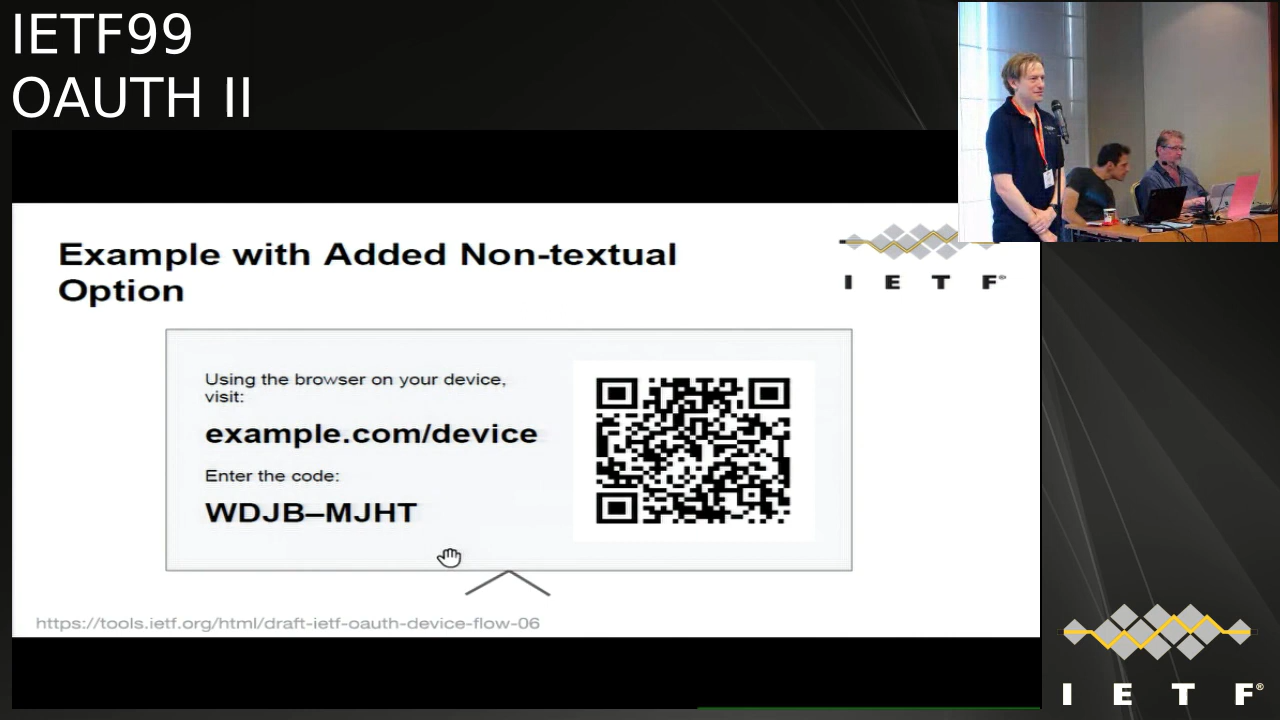 IETF99
OAUTH II
Example with Added Non-textual
Option
I E T F®
Using the browser on your device,
visit:
example.com/device
Enter the code:
WDJB–MJHT
https://tools.ietf.org/html/draft-ietf-oauth-device-flow-06
I E T F®